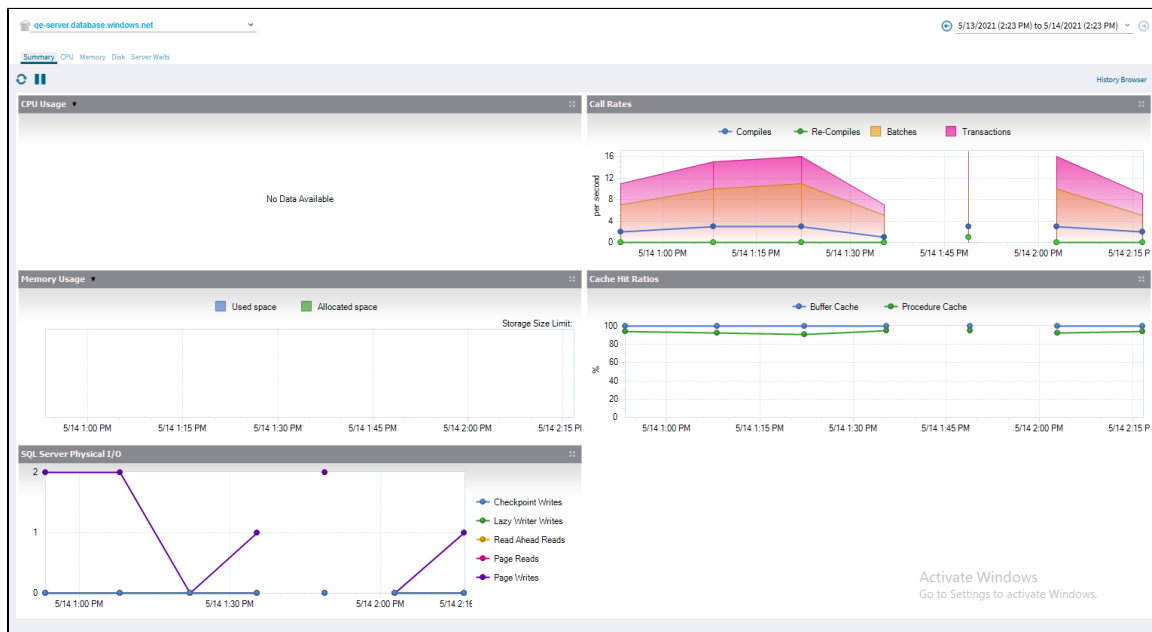 qe-server.database.windows.net
5/13/2021 (2:23 PM) to 5/14/2021 (2:23 PM)
Summary CPU Memory Disk Server Waits
History Browser
CPU Usage
No Data Available
Call Rates
Compiles Re-Compiles Batches Transactions
per second
16
12
8
4
0
5/14 1:00 PM 5/14 1:15 PM 5/14 1:30 PM 5/14 1:45 PM 5/14 2:00 PM 5/14 2:15 P
Memory Usage
Used space Allocated space
Storage Size Limit:
5/14 1:00 PM 5/14 1:15 PM 5/14 1:30 PM 5/14 1:45 PM 5/14 2:00 PM 5/14 2:15 PI
Cache Hit Ratios
Buffer Cache Procedure Cache
%
100
80
60
40
20
0
5/14 1:00 PM 5/14 1:15 PM 5/14 1:30 PM 5/14 1:45 PM 5/14 2:00 PM 5/14 2:15 P
SQL Server Physical I/O
2
1
0
5/14 1:00 PM 5/14 1:30 PM 5/14 2:00 PM 5/14 2:16
Checkpoint Writes
Lazy Writer Writes
Read Ahead Reads
Page Reads
Page Writes
Activate Windows
Go to Settings to activate Windows.